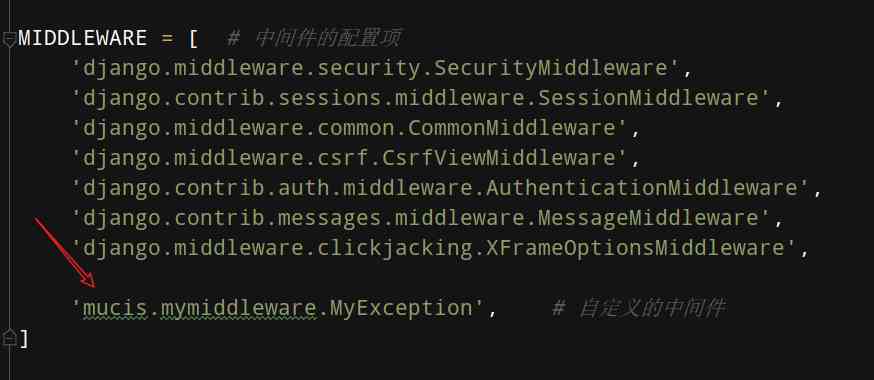 MIDDLEWARE = [  # 中间件的配置项
    'django.middleware.security.SecurityMiddleware',
    'django.contrib.sessions.middleware.SessionMiddleware',
    'django.middleware.common.CommonMiddleware',
    'django.middleware.csrf.CsrfViewMiddleware',
    'django.contrib.auth.middleware.AuthenticationMiddleware',
    'django.contrib.messages.middleware.MessageMiddleware',
    'django.middleware.clickjacking.XFrameOptionsMiddleware',
    'mucis.mymiddleware.MyException',    # 自定义的中间件
]